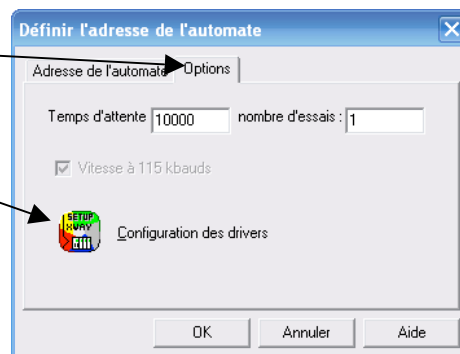 Définir l'adresse de l'automate
Adresse de l'automate Options
Temps d'attente 10000 nombre d'essais : 1
Vitesse à 115 kbauds
SETUP
XWAY
Configuration des drivers
OK Annuler Aide